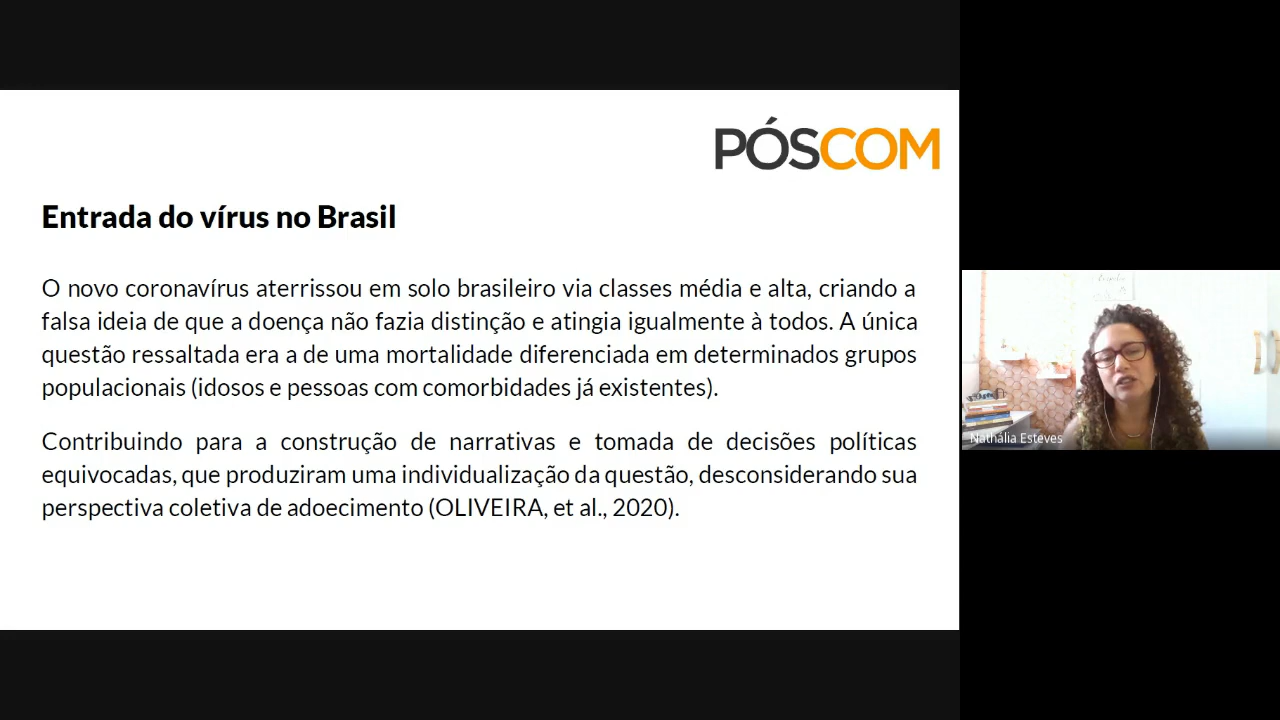 PÓSCOM
Entrada do vírus no Brasil
O novo coronavírus aterrissou em solo brasileiro via classes média e alta, criando a
falsa ideia de que a doença não fazia distinção e atingia igualmente à todos. A única
questão ressaltada era a de uma mortalidade diferenciada em determinados grupos
populacionais (idosos e pessoas com comorbidades já existentes).
Contribuindo para a construção de narrativas e tomada de decisões políticas
equivocadas, que produziram uma individualização da questão, desconsiderando sua
perspectiva coletiva de adoecimento (OLIVEIRA, et al., 2020).
Nathália Esteves